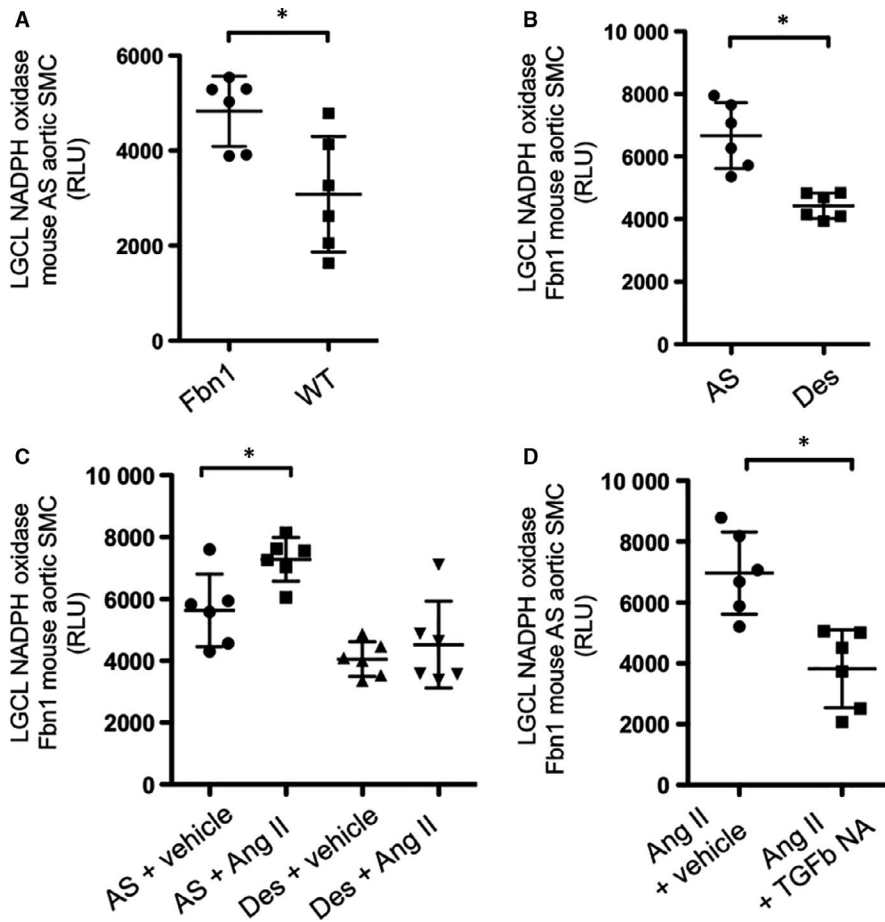 A
*
LGCL NADPH oxidase
mouse AS aortic SMC
(RLU)
6000
4000
2000
0
Fbn1
WT
B
*
LGCL NADPH oxidase
Fbn1 mouse aortic SMC
(RLU)
10 000
8000
6000
4000
2000
0
AS
Des
C
*
LGCL NADPH oxidase
Fbn1 mouse aortic SMC
(RLU)
10 000
8000
6000
4000
2000
0
AS + vehicle
AS + Ang II
Des + vehicle
Des + Ang II
D
*
LGCL NADPH oxidase
Fbn1 mouse AS aortic SMC
(RLU)
10 000
8000
6000
4000
2000
0
Ang II
+ vehicle
Ang II
+ TGFb NA